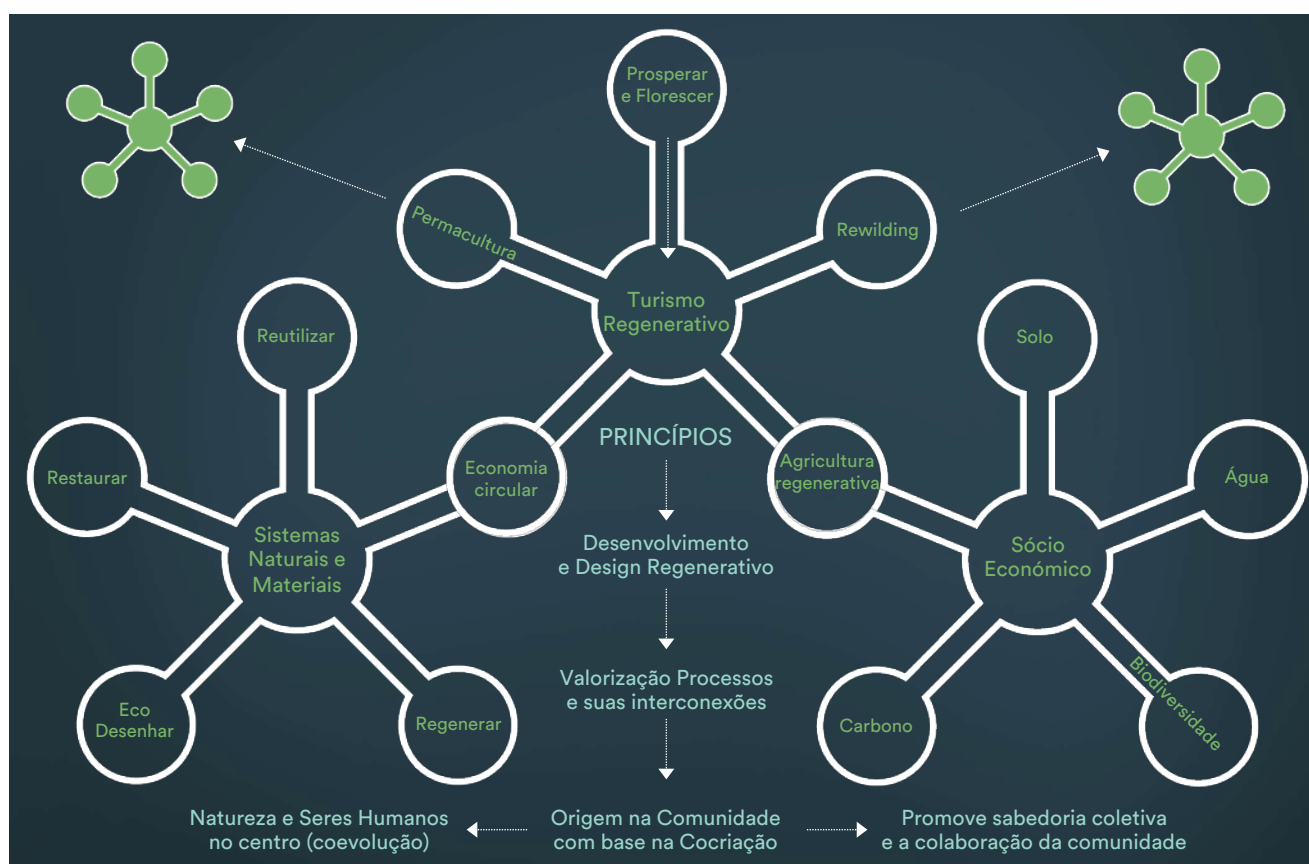 Prosperar
e Florescer
Permacultura
Rewilding
Turismo
Regenerativo
Reutilizar
Solo
PRINCÍPIOS
Restaurar
Economia
circular
Agricultura
regenerativa
Água
Sistemas
Naturais e
Materiais
Desenvolvimento
e Design Regenerativo
Sócio
Económico
Valorização Processos
e suas interconexões
Eco
Desenhar
Regenerar
Carbono
Biodiversidade
Natureza e Seres Humanos
no centro (coevolução)
Origem na Comunidade
com base na Cocriação
Promove sabedoria coletiva
e a colaboração da comunidade